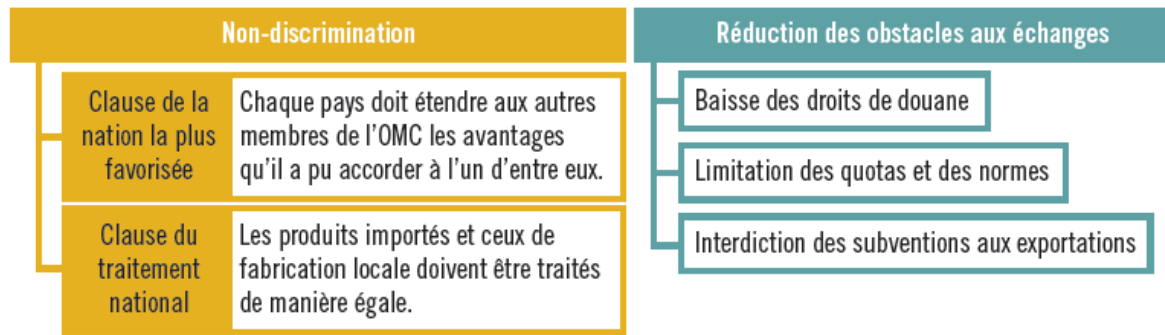 Non-discrimination
Clause de la
nation la plus
favorisée
Chaque pays doit étendre aux autres
membres de l’OMC les avantages
qu’il a pu accorder à l’un d’entre eux.
Clause du
traitement
national
Les produits importés et ceux de
fabrication locale doivent être traités
de manière égale.
Réduction des obstacles aux échanges
Baisse des droits de douane
Limitation des quotas et des normes
Interdiction des subventions aux exportations